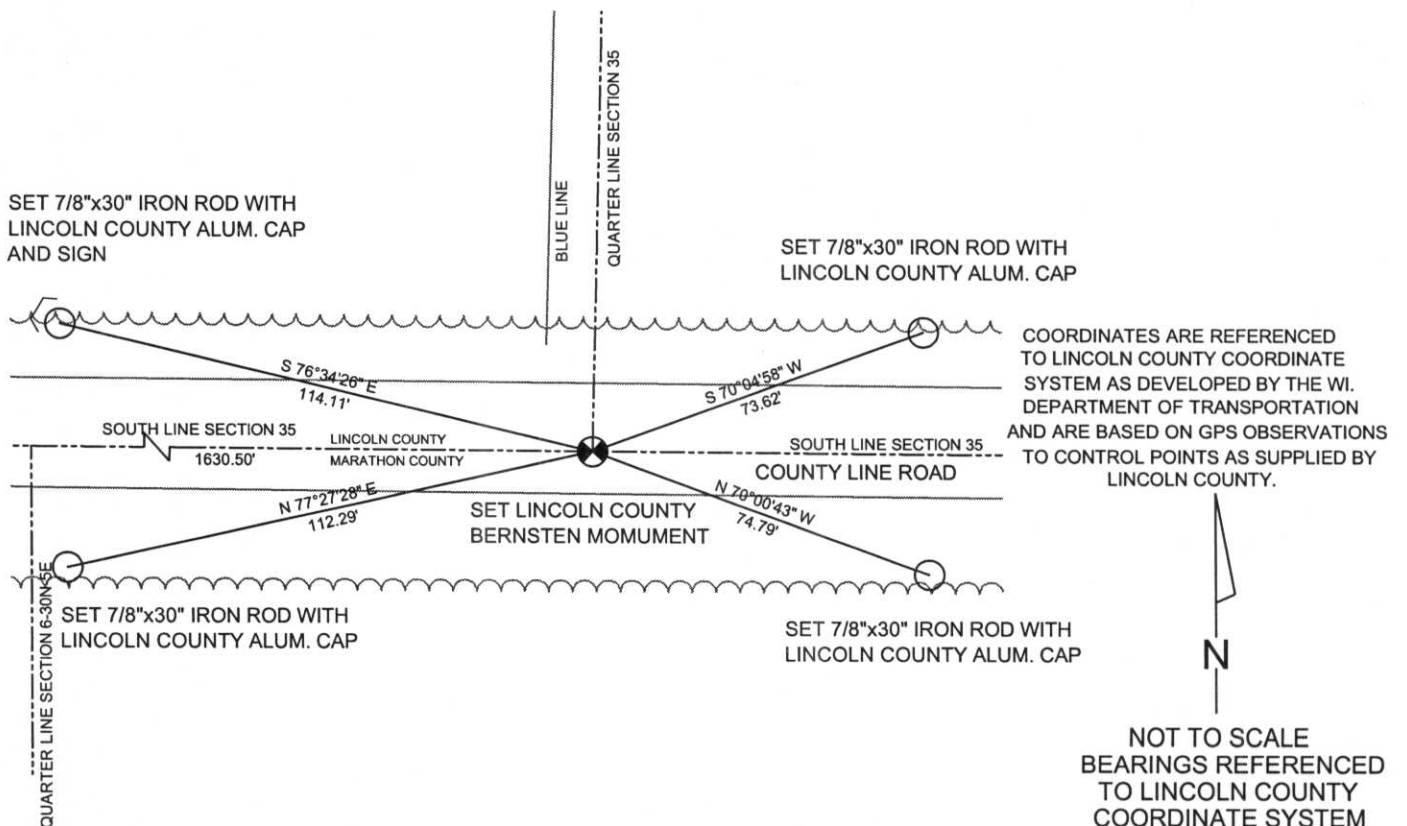 QUARTER LINE SECTION 35
BLUE LINE
SET 7/8"x30" IRON ROD WITH
LINCOLN COUNTY ALUM. CAP
AND SIGN
SET 7/8"x30" IRON ROD WITH
LINCOLN COUNTY ALUM. CAP
COORDINATES ARE REFERENCED
TO LINCOLN COUNTY COORDINATE
SYSTEM AS DEVELOPED BY THE WI.
DEPARTMENT OF TRANSPORTATION
AND ARE BASED ON GPS OBSERVATIONS
TO CONTROL POINTS AS SUPPLIED BY
LINCOLN COUNTY.
S 76°34'26" E
114.11'
S 70°04'58" W
73.62'
SOUTH LINE SECTION 35
1630.50'
LINCOLN COUNTY
MARATHON COUNTY
SOUTH LINE SECTION 35
COUNTY LINE ROAD
N 77°27'28" E
112.29'
SET LINCOLN COUNTY
BERNSTEN MOMUMENT
N 70°00'43" W
74.79'
QUARTER LINE SECTION 6-30N-5E
SET 7/8"x30" IRON ROD WITH
LINCOLN COUNTY ALUM. CAP
SET 7/8"x30" IRON ROD WITH
LINCOLN COUNTY ALUM. CAP
N
NOT TO SCALE
BEARINGS REFERENCED
TO LINCOLN COUNTY
COORDINATE SYSTEM